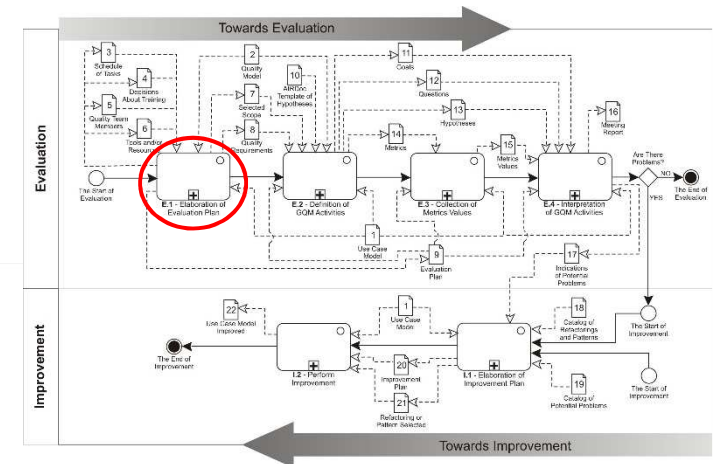 Towards Evaluation
Evaluation
3
Schedule
of Tasks
4
Decisions
About Training
5
Quality Team
Members
6
Tools and/or
Resources
2
Quality
Model
7
Selected
Scope
8
Quality
Requirements
10
AIRDoc
Template of
Hypotheses
11
Goals
12
Questions
13
Hypotheses
14
Metrics
15
Metrics
Values
16
Meeting
Report
The Start of
Evaluation
E.1 - Elaboration of
Evaluation Plan
E.2 - Definition of
GQM Activities
E.3 - Collection of
Metrics Values
E.4 - Interpretation
of GQM Activities
Are There
Problems?
NO
YES
The End of
Evaluation
1
Use Case
Model
9
Evaluation
Plan
17
Indications
of Potential
Problems
Improvement
22
Use Case Model
Improved
1
Use Case
Model
18
Catalog of
Refactorings
and Patterns
The Start of
Improvement
The End of
Improvement
I.2 - Perform
Improvement
20
Improvement
Plan
21
Refactoring or
Pattern Selected
I.1 - Elaboration of
Improvement Plan
19
Catalog of
Potential Problems
The Start of
Improvement
Towards Improvement